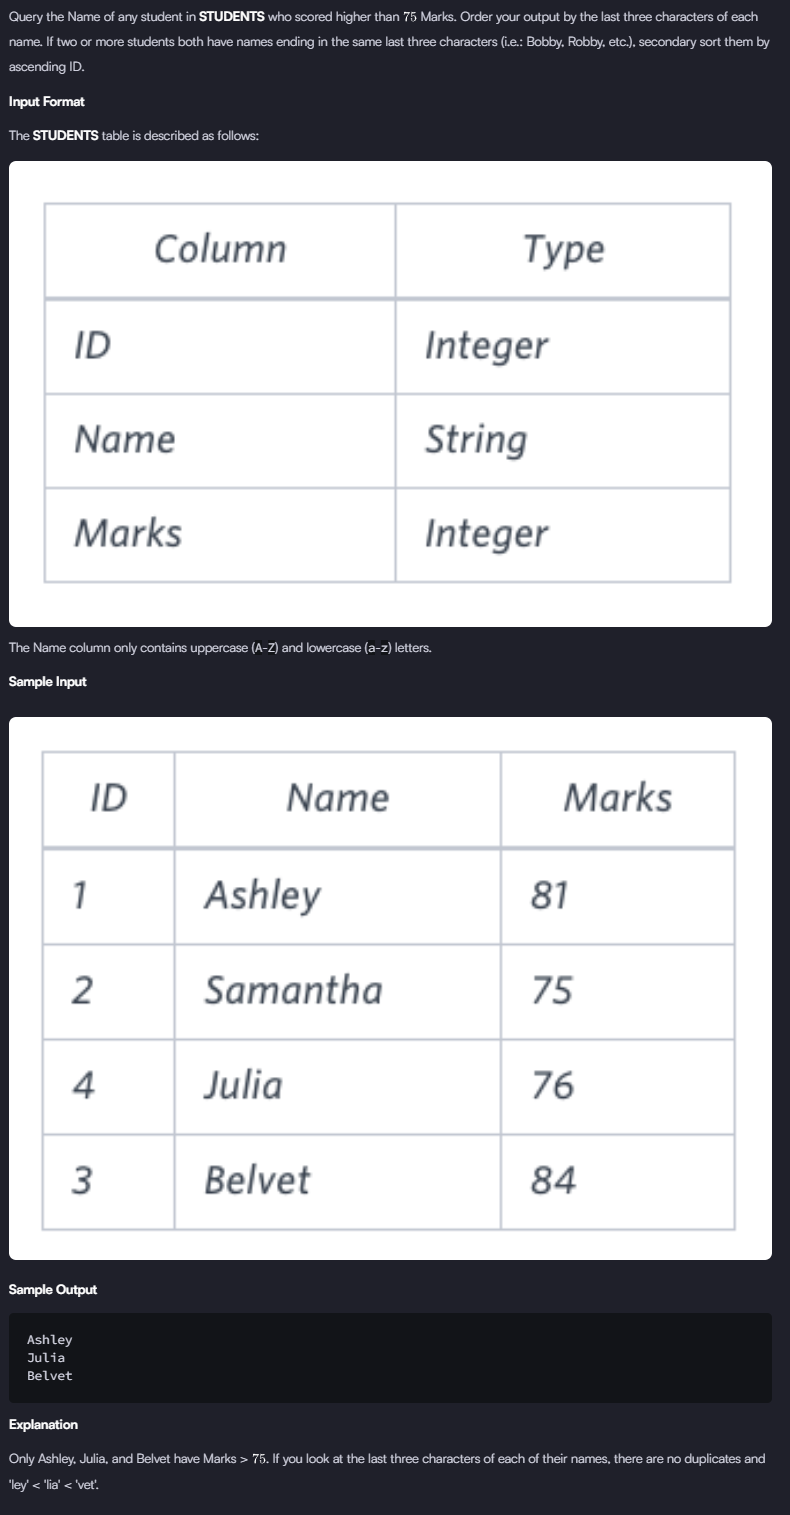 Query the Name of any student in STUDENTS who scored higher than 75 Marks. Order your output by the last three characters of each
name. If two or more students both have names ending in the same last three characters (i.e.: Bobby, Robby, etc.), secondary sort them by
ascending ID.
Input Format
The STUDENTS table is described as follows:
Column Type
ID Integer
Name String
Marks Integer
The Name column only contains uppercase (A-Z) and lowercase (a-z) letters.
Sample Input
ID Name Marks
1 Ashley 81
2 Samantha 75
4 Julia 76
3 Belvet 84
Sample Output
Ashley
Julia
Belvet
Explanation
Only Ashley, Julia, and Belvet have Marks > 75. If you look at the last three characters of each of their names, there are no duplicates and
'ley' < 'lia' < 'vet'.